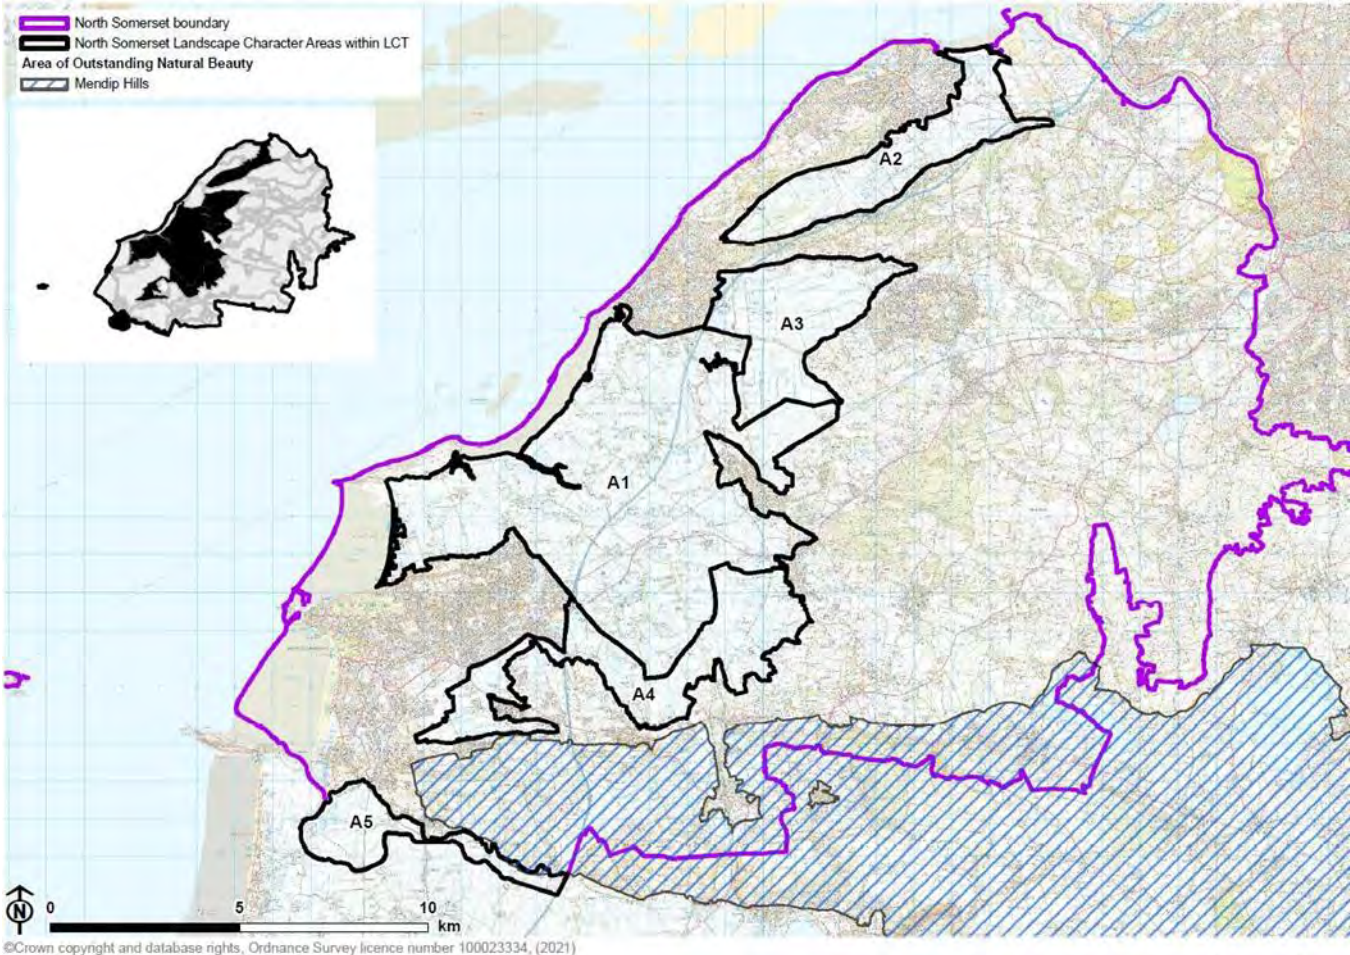 North Somerset boundary
North Somerset Landscape Character Areas within LCT
Area of Outstanding Natural Beauty
Mendip Hills
A2
A3
A1
A4
A5
N
0 5 10
km
©Crown copyright and database rights, Ordnance Survey licence number 100023334, (2021)